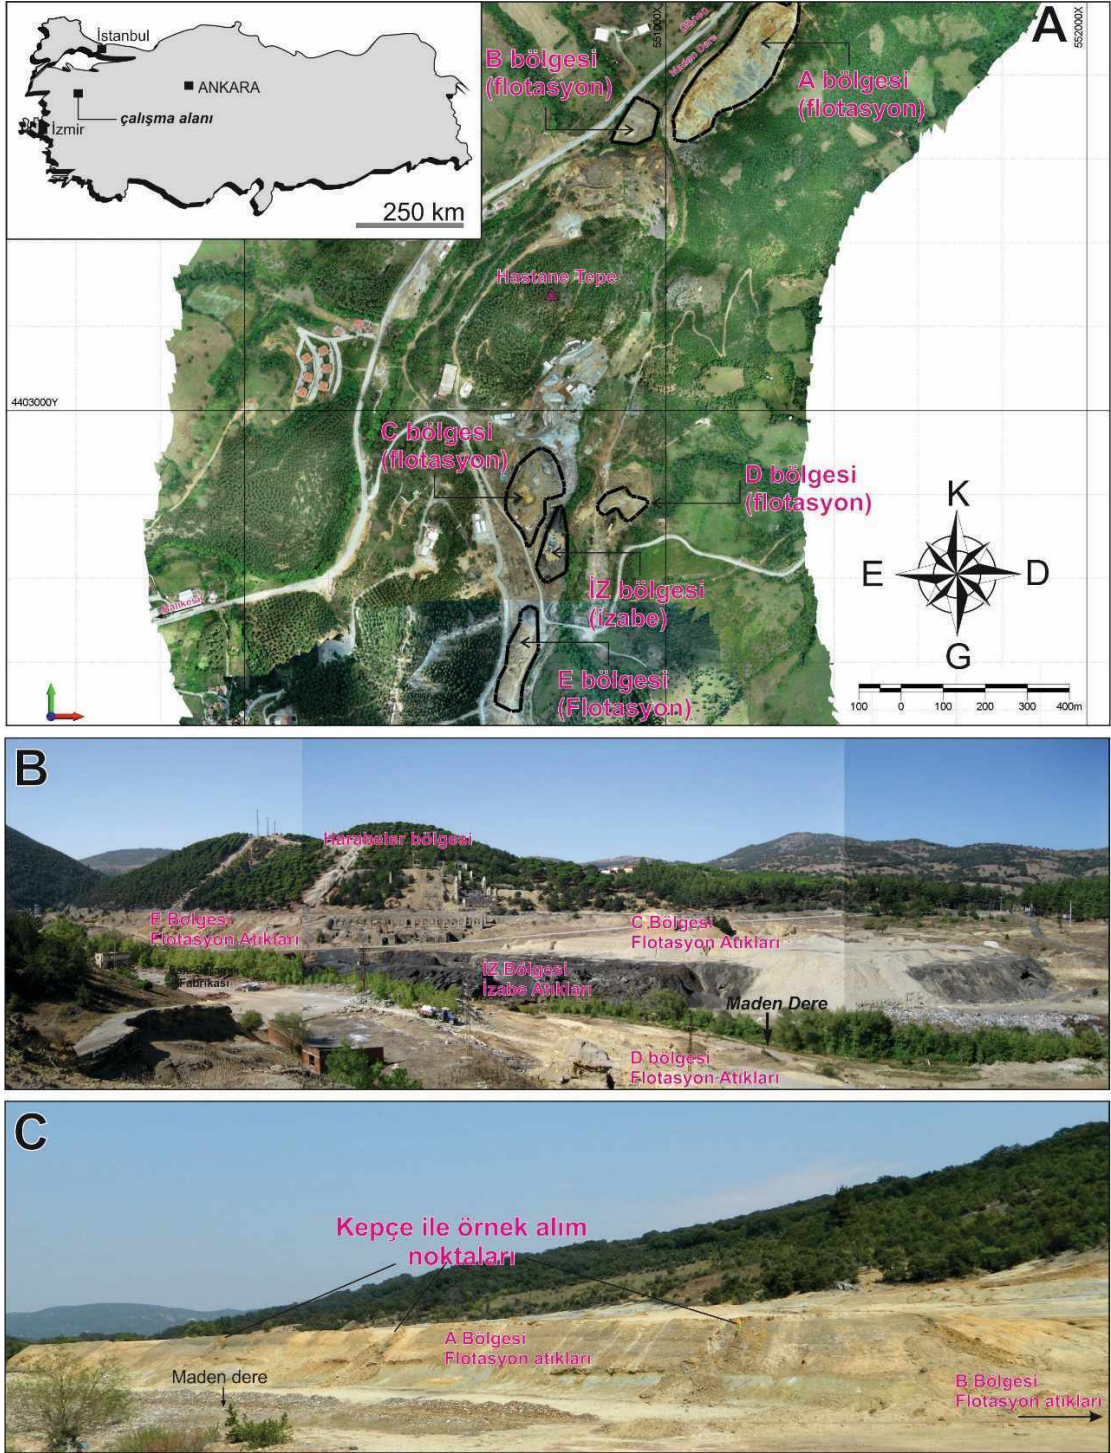 A
İstanbul
ANKARA
çalışma alanı
İzmir
250 km
551000X
552000X
Gönen
Maden Dere
B bölgesi
(flotasyon)
A bölgesi
(flotasyon)
Hastane Tepe
4403000Y
C bölgesi
(flotasyon)
D bölgesi
(flotasyon)
İZ bölgesi
(izabe)
Balıkesir
E bölgesi
(Flotasyon)
K
E
D
G
100 0 100 200 300 400m
B
Harabeler bölgesi
E Bölgesi
Flotasyon Atıkları
C Bölgesi
Flotasyon Atıkları
İZ Bölgesi
İzabe Atıkları
Fabrikası
Maden Dere
D bölgesi
Flotasyon Atıkları
C
Kepçe ile örnek alım
noktaları
A Bölgesi
Flotasyon atıkları
Maden dere
B Bölgesi
Flotasyon atıkları